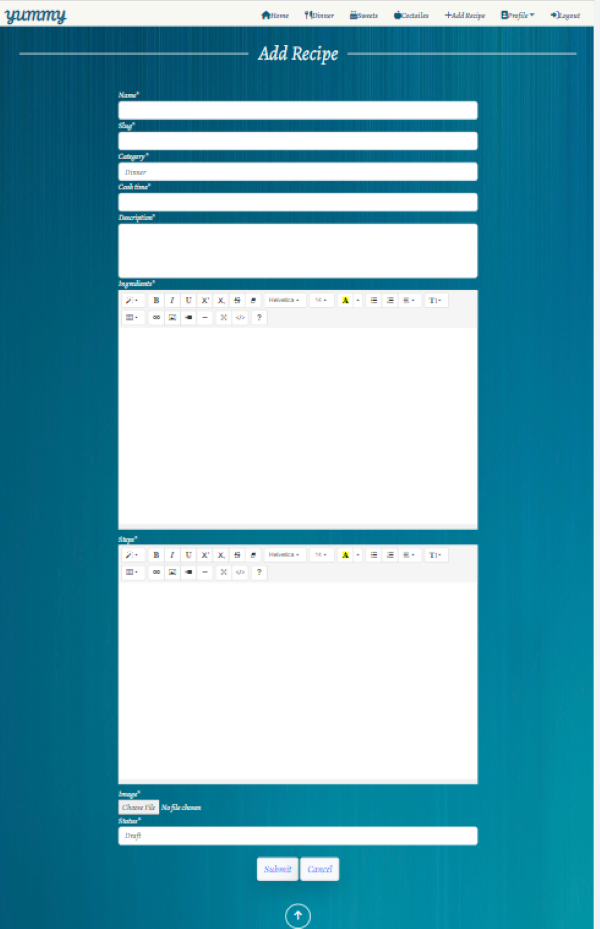 yummy
Home Dinner Sweets Coctailes +Add Recipe Profile Logout
Add Recipe
Name*
Slug*
Category*
Dinner
Cook time*
Description*
Ingredients*
B I U X² X₂ S Helvetica 14 A T
</> ?
Steps*
B I U X² X₂ S Helvetica 14 A T
</> ?
Image*
Choose File No file chosen
Status*
Draft
Submit Cancel